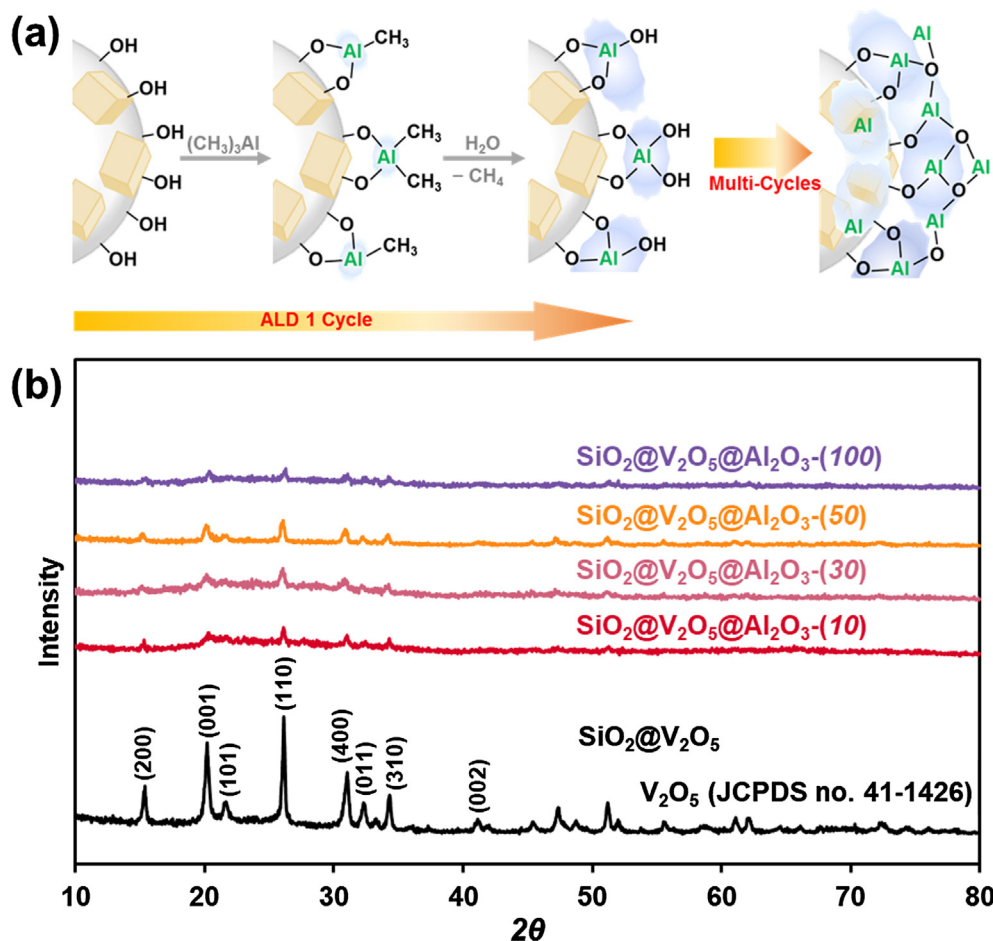 (a)
OH
OH
OH
OH
OH
OH
OH
(CH₃)₃Al
O
Al
CH₃
O
O
Al
CH₃
CH₃
O
O
O
Al
CH₃
H₂O
– CH₄
O
Al
OH
O
O
Al
OH
OH
O
O
O
Al
OH
Multi-Cycles
Al
O
Al
O
O
Al
Al
O
O
O
Al
O
Al
O
Al
Al
O
O
Al
O
ALD 1 Cycle
(b)
SiO₂@V₂O₅@Al₂O₃-(100)
SiO₂@V₂O₅@Al₂O₃-(50)
SiO₂@V₂O₅@Al₂O₃-(30)
SiO₂@V₂O₅@Al₂O₃-(10)
Intensity
(200)
(001)
(101)
(110)
(400)
(011)
(310)
(002)
SiO₂@V₂O₅
V₂O₅ (JCPDS no. 41-1426)
10 20 30 40 50 60 70 80
2θ